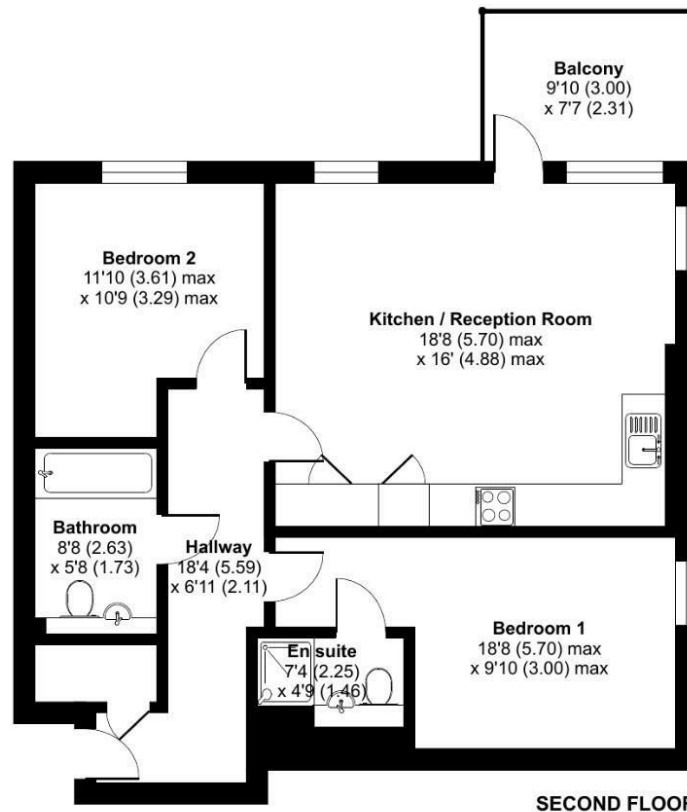 Balcony
9'10 (3.00)
x 7'7 (2.31)
Bedroom 2
11'10 (3.61) max
x 10'9 (3.29) max
Kitchen / Reception Room
18'8 (5.70) max
x 16' (4.88) max
Bathroom
8'8 (2.63)
x 5'8 (1.73)
Hallway
18'4 (5.59)
x 6'11 (2.11)
En suite
7'4 (2.25)
x 4'9 (1.46)
Bedroom 1
18'8 (5.70) max
x 9'10 (3.00) max
SECOND FLOOR